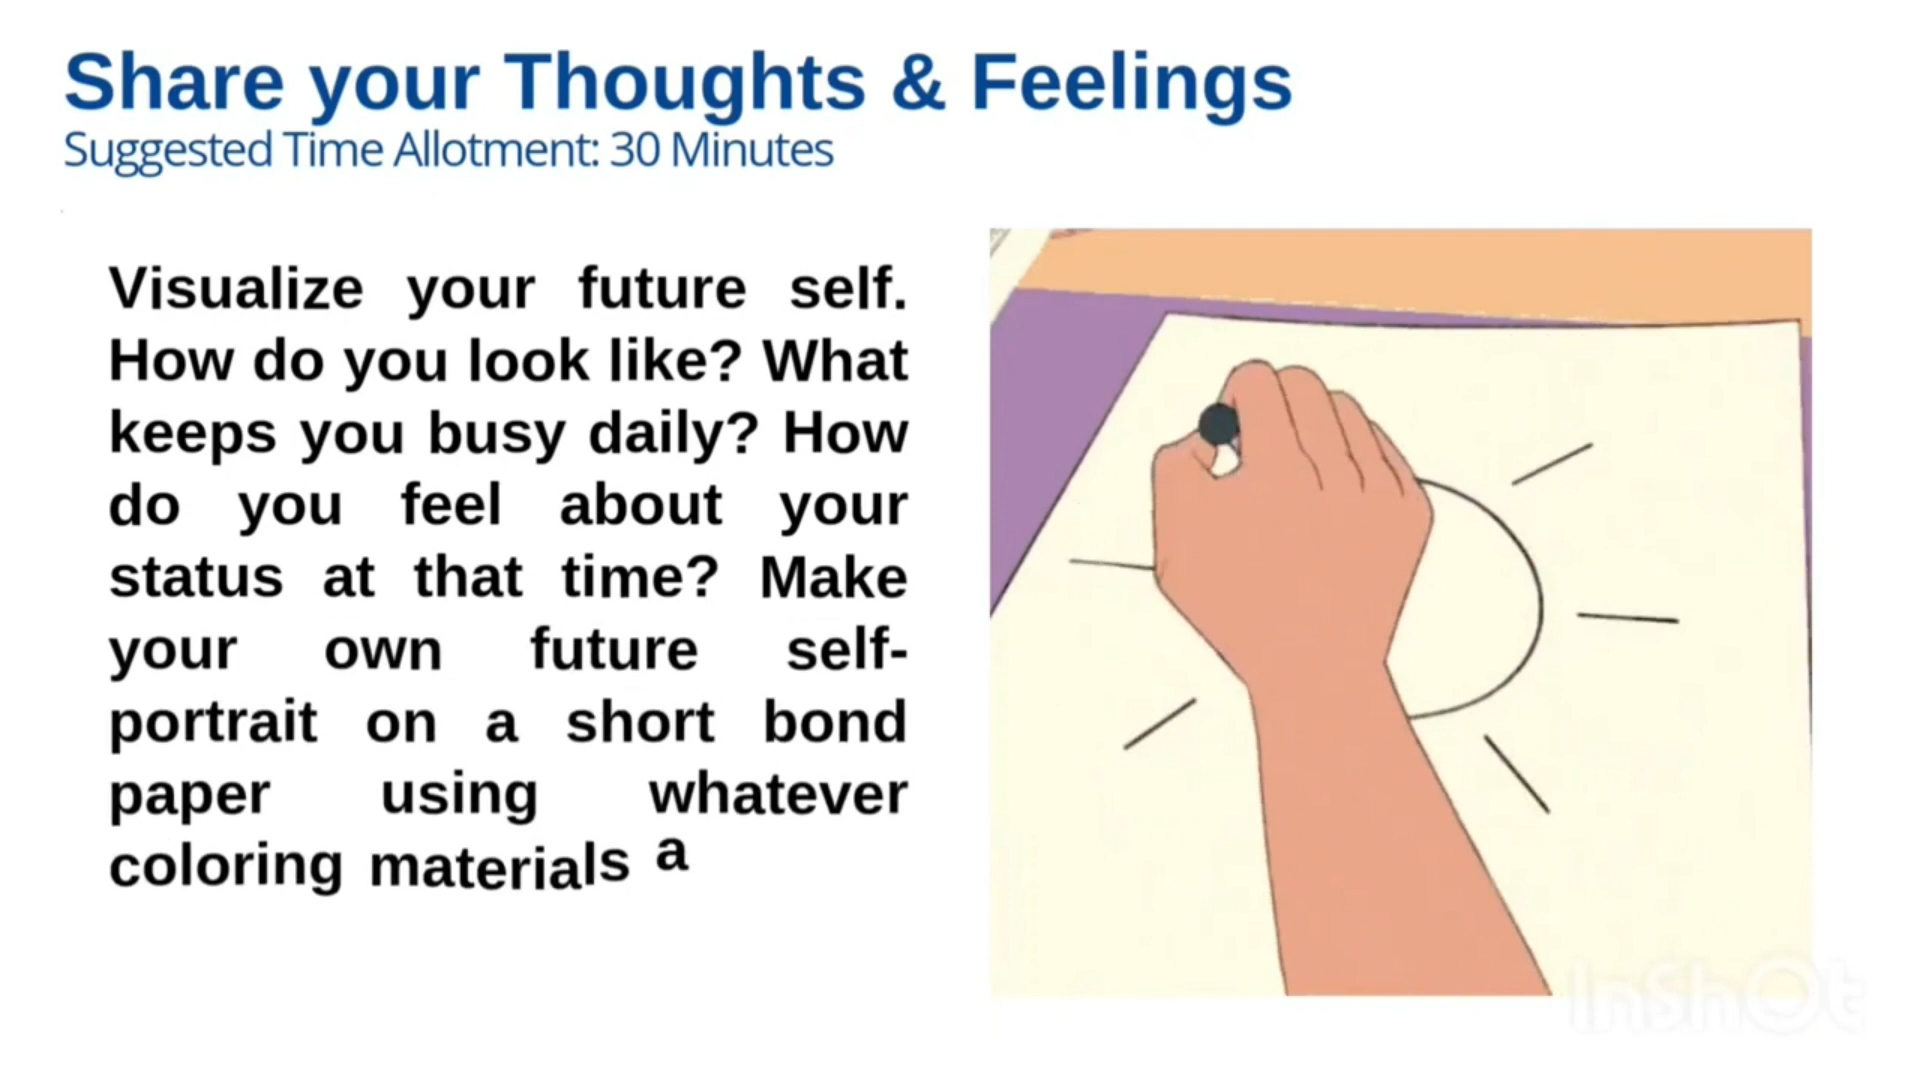 Share your Thoughts & Feelings
Suggested Time Allotment: 30 Minutes
Visualize your future self.
How do you look like? What
keeps you busy daily? How
do you feel about your
status at that time? Make
your own future self-
portrait on a short bond
paper using whatever
coloring materials a
InShOt